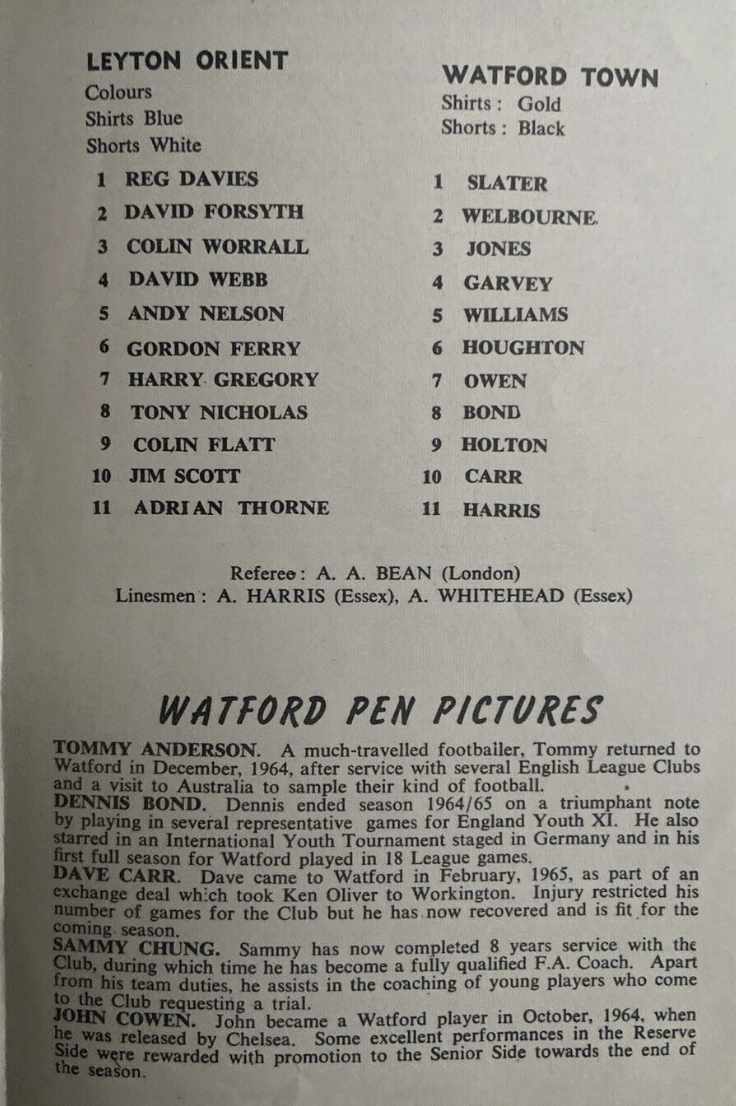 LEYTON ORIENT
Colours
Shirts Blue
Shorts White
1 REG DAVIES
2 DAVID FORSYTH
3 COLIN WORRALL
4 DAVID WEBB
5 ANDY NELSON
6 GORDON FERRY
7 HARRY GREGORY
8 TONY NICHOLAS
9 COLIN FLATT
10 JIM SCOTT
11 ADRIAN THORNE
WATFORD TOWN
Shirts : Gold
Shorts : Black
1 SLATER
2 WELBOURNE
3 JONES
4 GARVEY
5 WILLIAMS
6 HOUGHTON
7 OWEN
8 BOND
9 HOLTON
10 CARR
11 HARRIS
Referee : A. A. BEAN (London)
Linesmen : A. HARRIS (Essex), A. WHITEHEAD (Essex)
WATFORD PEN PICTURES
TOMMY ANDERSON. A much-travelled footballer, Tommy returned to
Watford in December, 1964, after service with several English League Clubs
and a visit to Australia to sample their kind of football.
DENNIS BOND. Dennis ended season 1964/65 on a triumphant note
by playing in several representative games for England Youth XI. He also
starred in an International Youth Tournament staged in Germany and in his
first full season for Watford played in 18 League games.
DAVE CARR. Dave came to Watford in February, 1965, as part of an
exchange deal which took Ken Oliver to Workington. Injury restricted his
number of games for the Club but he has now recovered and is fit for the
coming season.
SAMMY CHUNG. Sammy has now completed 8 years service with the
Club, during which time he has become a fully qualified F.A. Coach. Apart
from his team duties, he assists in the coaching of young players who come
to the Club requesting a trial.
JOHN COWEN. John became a Watford player in October, 1964, when
he was released by Chelsea. Some excellent performances in the Reserve
Side were rewarded with promotion to the Senior Side towards the end of
the season.